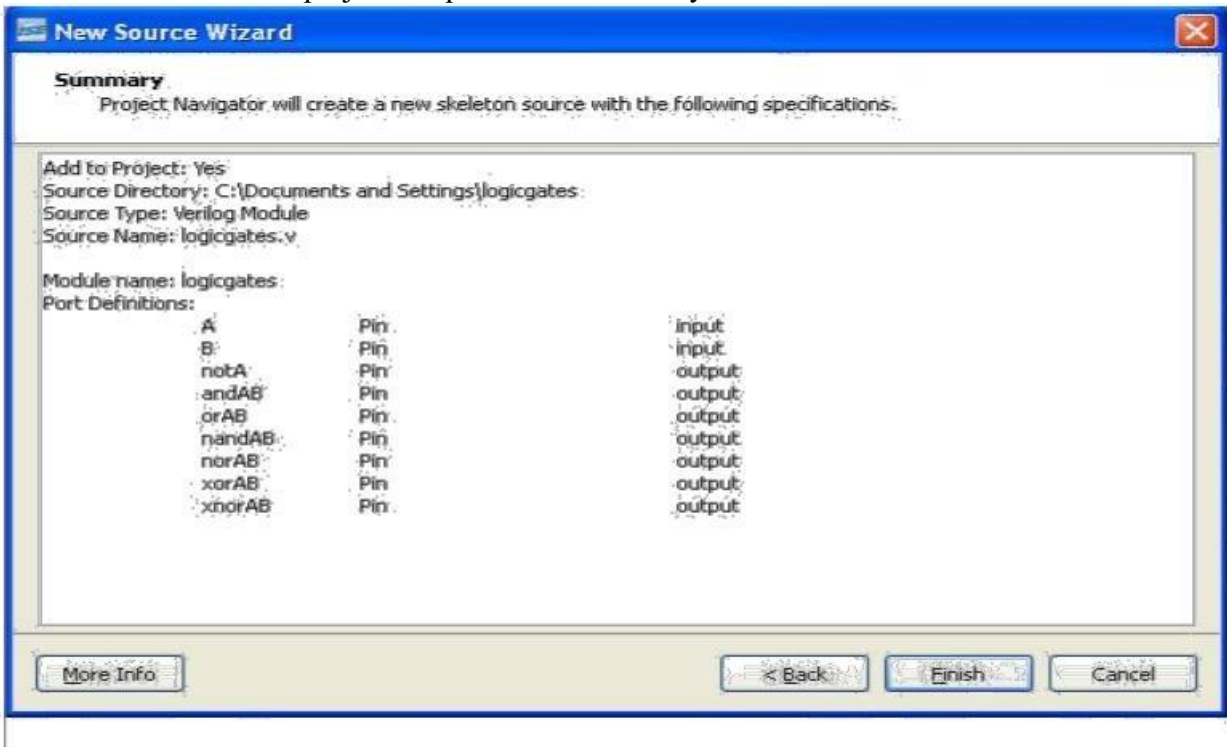 New Source Wizard
Summary
Project Navigator will create a new skeleton source with the following specifications.
Add to Project: Yes
Source Directory: C:\Documents and Settings\logicgates
Source Type: Verilog Module
Source Name: logicgates.v
Module name: logicgates
Port Definitions:
A Pin input
B Pin input
notA Pin output
andAB Pin output
orAB Pin output
nandAB Pin output
norAB Pin output
xorAB Pin output
xnorAB Pin output
More Info < Back Finish Cancel